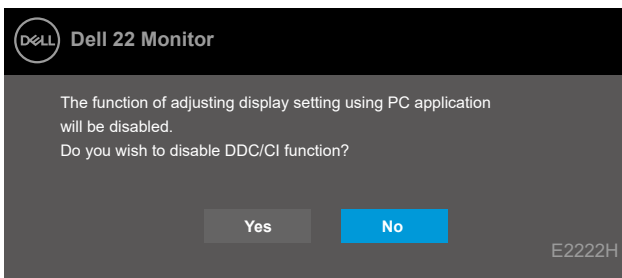 DELL Dell 22 Monitor
The function of adjusting display setting using PC application
will be disabled.
Do you wish to disable DDC/CI function?
Yes No
E2222H